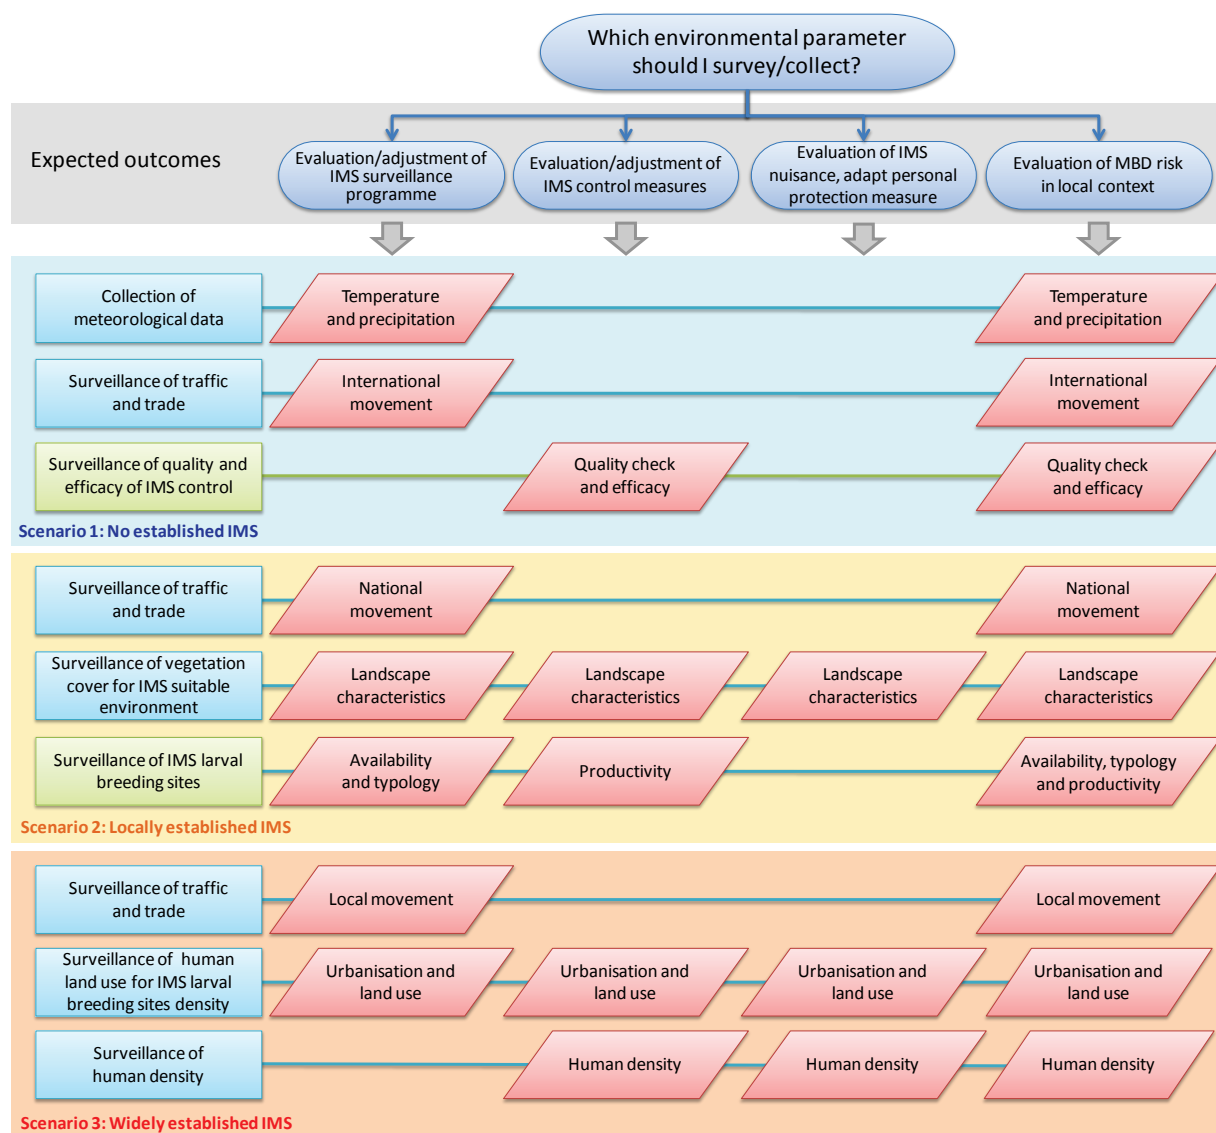 Which environmental parameter
should I survey/collect?
Expected outcomes
Evaluation/adjustment of
IMS surveillance
programme
Evaluation/adjustment of
IMS control measures
Evaluation of IMS
nuisance, adapt personal
protection measure
Evaluation of MBD risk
in local context
Collection of
meteorological data
Temperature
and precipitation
Temperature
and precipitation
Surveillance of traffic
and trade
International
movement
International
movement
Surveillance of quality and
efficacy of IMS control
Quality check
and efficacy
Quality check
and efficacy
Scenario 1: No established IMS
Surveillance of traffic
and trade
National
movement
National
movement
Surveillance of vegetation
cover for IMS suitable
environment
Landscape
characteristics
Landscape
characteristics
Landscape
characteristics
Landscape
characteristics
Surveillance of IMS larval
breeding sites
Availability
and typology
Productivity
Availability, typology
and productivity
Scenario 2: Locally established IMS
Surveillance of traffic
and trade
Local movement
Local movement
Surveillance of human
land use for IMS larval
breeding sites density
Urbanisation and
land use
Urbanisation and
land use
Urbanisation and
land use
Urbanisation and
land use
Surveillance of
human density
Human density
Human density
Human density
Scenario 3: Widely established IMS